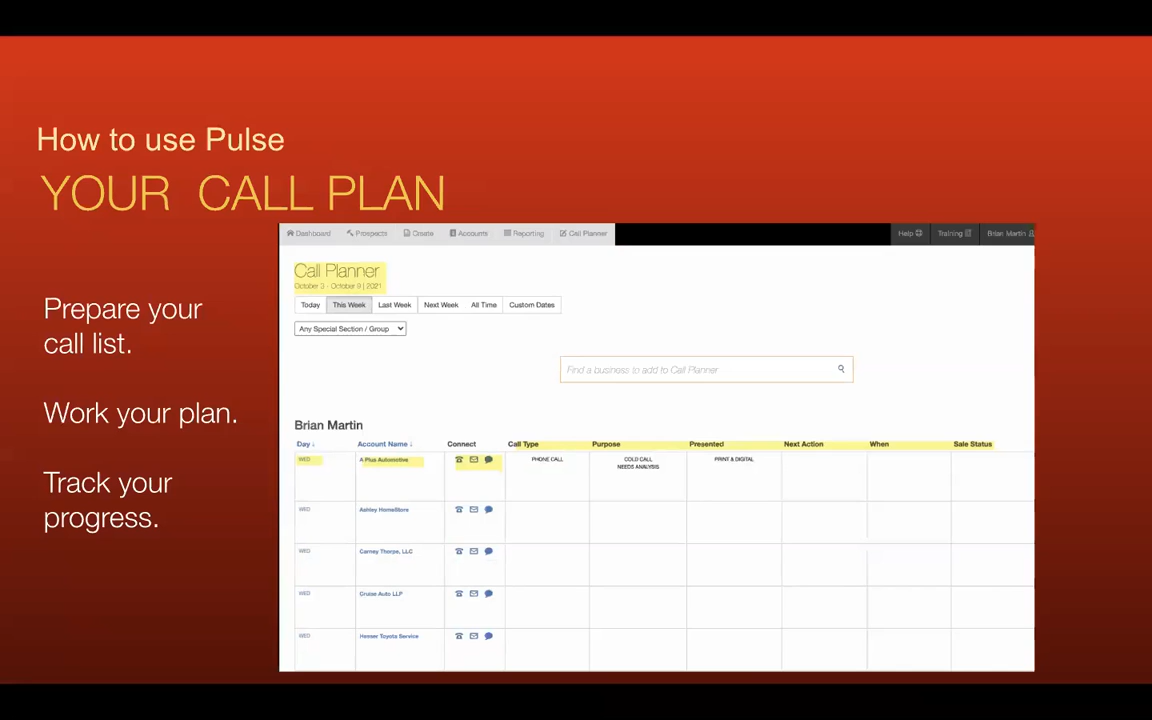 How to use Pulse
YOUR CALL PLAN
Prepare your
call list.
Work your plan.
Track your
progress.
Dashboard Prospects Create Accounts Reporting Call Planner Help Training Brian Martin
Call Planner
October 3 - October 9 | 2021
Today This Week Last Week Next Week All Time Custom Dates
Any Special Section / Group
Find a business to add to Call Planner
Brian Martin
Day↓ Account Name↓ Connect Call Type Purpose Presented Next Action When Sale Status
WED A Plus Automotive PHONE CALL COLD CALL PRINT & DIGITAL
NEEDS ANALYSIS
WED Ashley HomeStore
WED Carney Thorpe, LLC
WED Cruise Auto LLP
WED Hesser Toyota Service